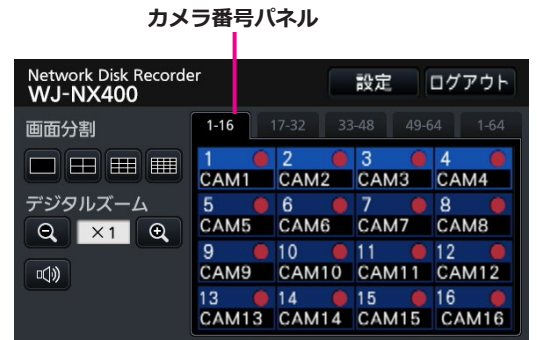 カメラ番号パネル
Network Disk Recorder
WJ-NX400
設定 ログアウト
画面分割
1-16 17-32 33-48 49-64 1-64
1 2 3 4
CAM1 CAM2 CAM3 CAM4
デジタルズーム
5 6 7 8
CAM5 CAM6 CAM7 CAM8
×1
9 10 11 12
CAM9 CAM10 CAM11 CAM12
13 14 15 16
CAM13 CAM14 CAM15 CAM16